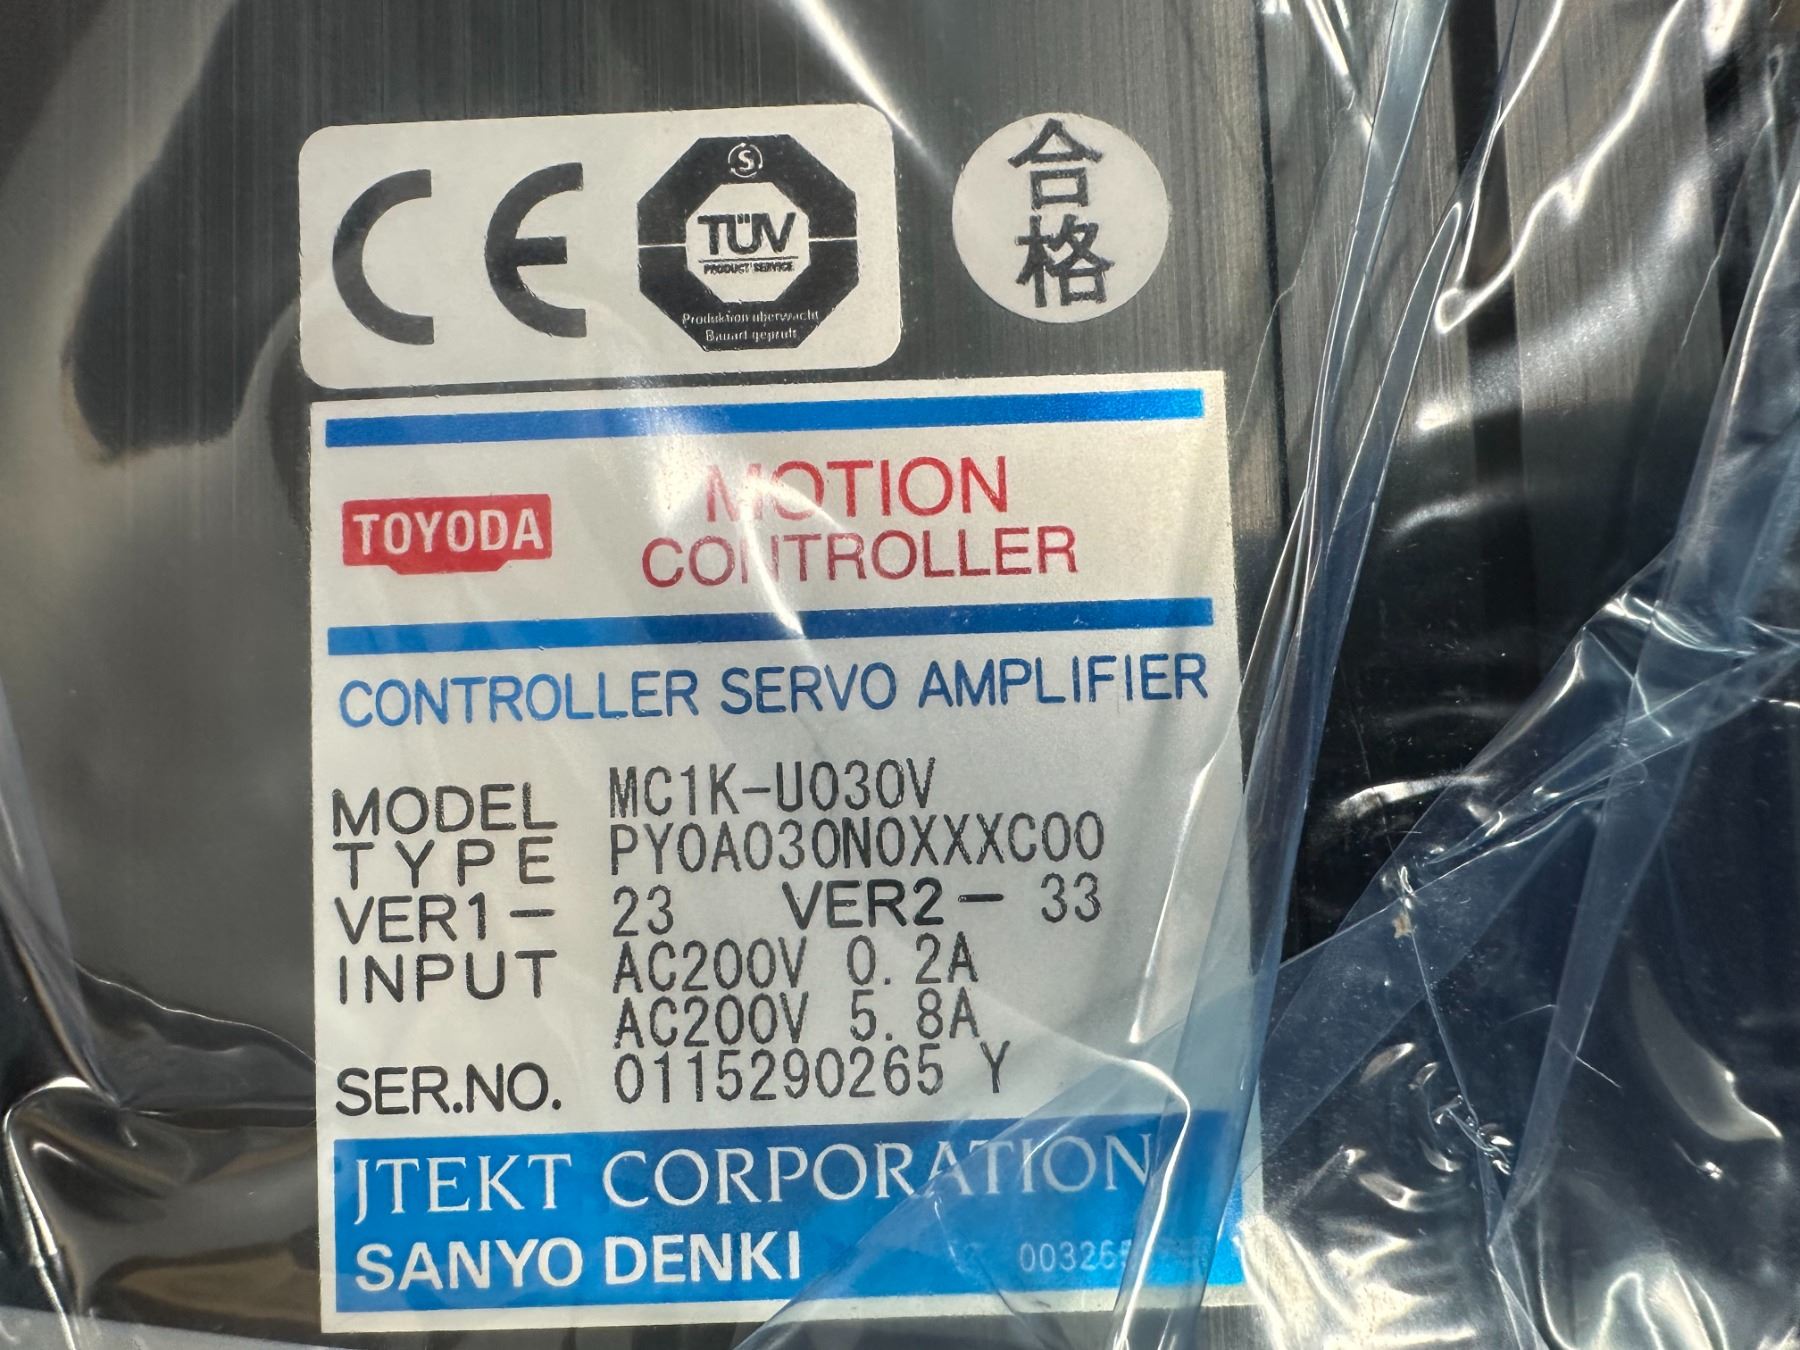 CE
S
TÜV
PRODUCT SERVICE
Produktion überwacht
Bauart geprüft
合
格
TOYODA
MOTION
CONTROLLER
CONTROLLER SERVO AMPLIFIER
MODEL MC1K-U030V
TYPE PY0A030N0XXXC00
VER1- 23 VER2- 33
INPUT AC200V 0.2A
AC200V 5.8A
SER.NO. 0115290265 Y
JTEKT CORPORATION
SANYO DENKI